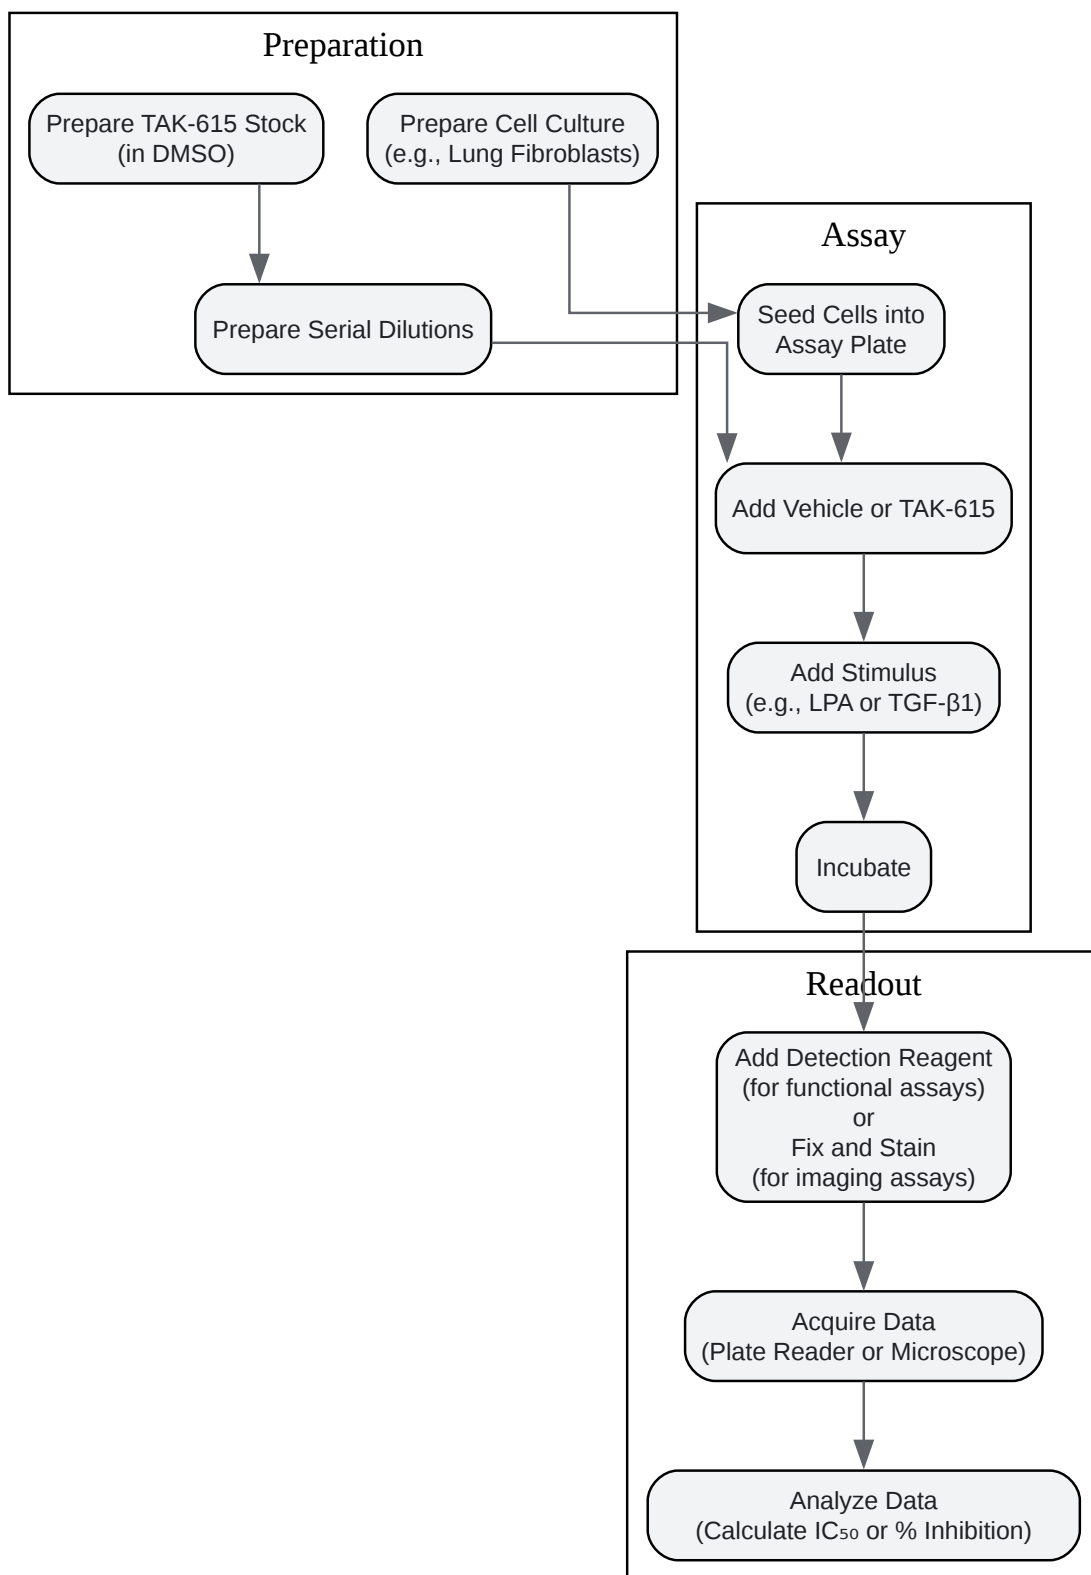 Preparation
Prepare TAK-615 Stock
(in DMSO)
Prepare Cell Culture
(e.g., Lung Fibroblasts)
Prepare Serial Dilutions
Assay
Seed Cells into
Assay Plate
Add Vehicle or TAK-615
Add Stimulus
(e.g., LPA or TGF-β1)
Incubate
Readout
Add Detection Reagent
(for functional assays)
or
Fix and Stain
(for imaging assays)
Acquire Data
(Plate Reader or Microscope)
Analyze Data
(Calculate IC₅₀ or % Inhibition)